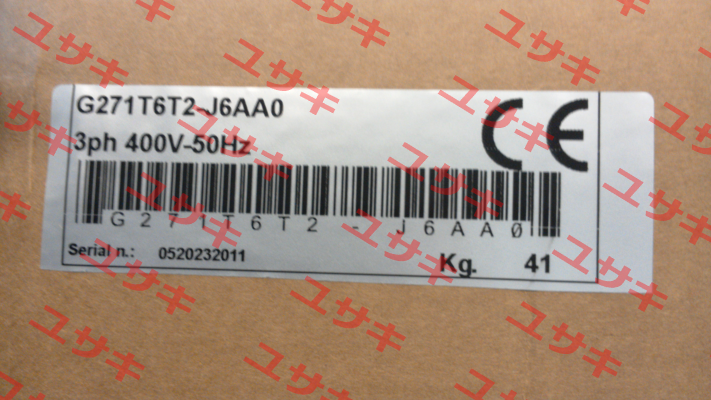 G271T6T2-J6AA0
3ph 400V-50Hz
CE
G271T6T2-J6AA0
Serial n.: 0520232011
Kg. 41
ユサキ